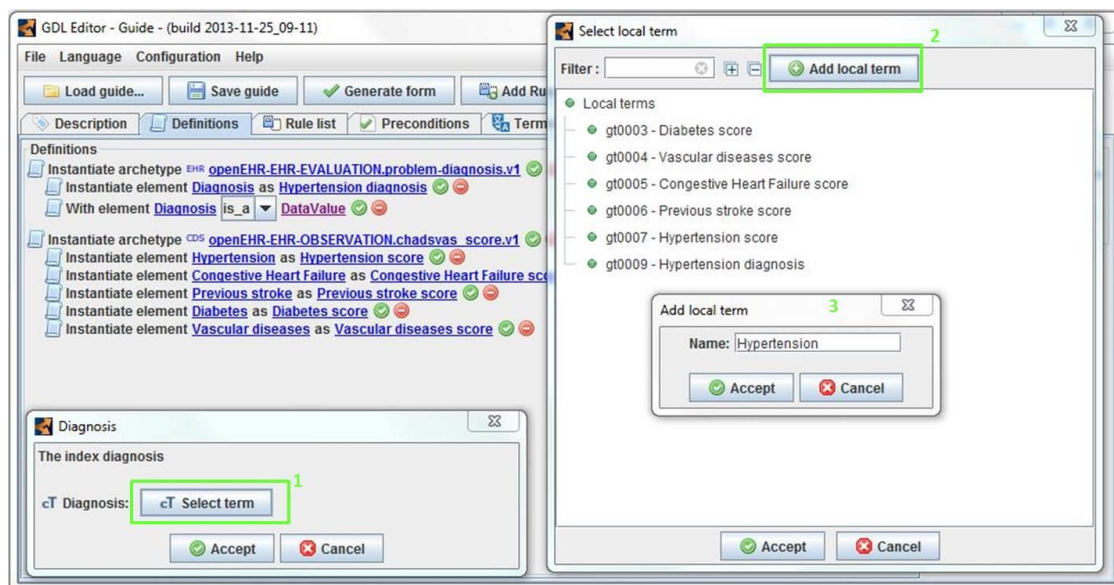 GDL Editor - Guide - (build 2013-11-25_09-11)
File Language Configuration Help
Load guide...
Save guide
Generate form
Add Ru
Description
Definitions
Rule list
Preconditions
Term
Definitions
Instantiate archetype EHR openEHR-EHR-EVALUATION.problem-diagnosis.v1
Instantiate element Diagnosis as Hypertension diagnosis
With element Diagnosis is_a DataValue
Instantiate archetype CDS openEHR-EHR-OBSERVATION.chadsvas_score.v1
Instantiate element Hypertension as Hypertension score
Instantiate element Congestive Heart Failure as Congestive Heart Failure sco
Instantiate element Previous stroke as Previous stroke score
Instantiate element Diabetes as Diabetes score
Instantiate element Vascular diseases as Vascular diseases score
Diagnosis
The index diagnosis
cT Diagnosis:
cT Select term
1
Accept
Cancel
Select local term
2
Filter :
Add local term
Local terms
gt0003 - Diabetes score
gt0004 - Vascular diseases score
gt0005 - Congestive Heart Failure score
gt0006 - Previous stroke score
gt0007 - Hypertension score
gt0009 - Hypertension diagnosis
Add local term
3
Name: Hypertension
Accept
Cancel
Accept
Cancel